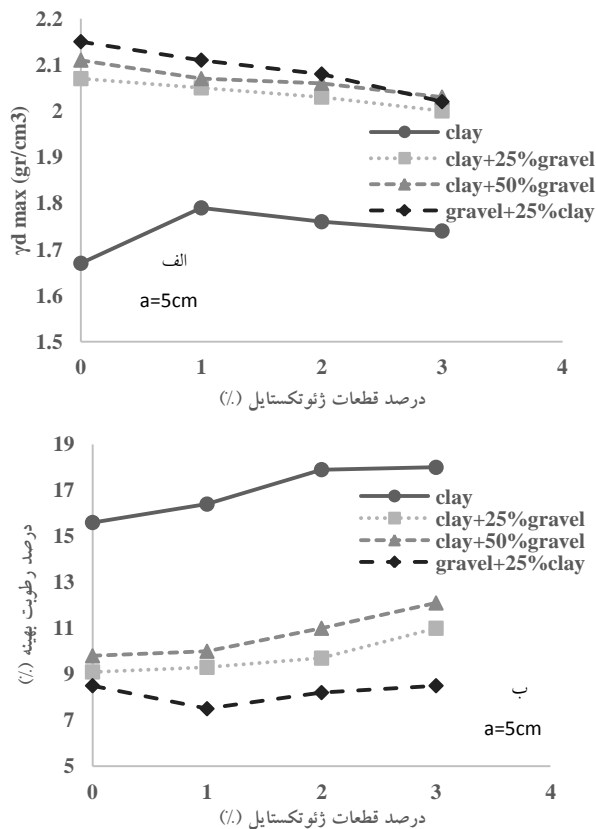 2.2
2.1
2
1.9
1.8
1.7
1.6
1.5
γd max (gr/cm3)
clay
clay+25%gravel
clay+50%gravel
gravel+25%clay
الف
a=5cm
0 1 2 3 4
درصد قطعات ژئوتکستایل (٪)
19
17
15
13
11
9
7
5
درصد رطوبت بهینه (٪)
clay
clay+25%gravel
clay+50%gravel
gravel+25%clay
ب
a=5cm
0 1 2 3 4
درصد قطعات ژئوتکستایل (٪)